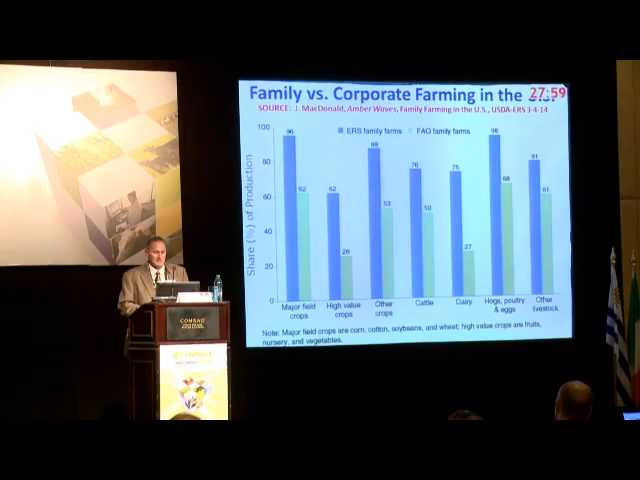 Family vs. Corporate Farming in the U.S.
27:59
SOURCE: J. MacDonald, Amber Waves, Family Farming in the U.S., USDA-ERS 3-4-14
ERS family farms FAO family farms
Share (%) of Production
100
80
60
40
20
0
96 62
62 26
88 53
76 50
75 27
96 68
81 61
Major field crops
High value crops
Other crops
Cattle
Dairy
Hogs, poultry & eggs
Other livestock
Note: Major field crops are corn, cotton, soybeans, and wheat; high value crops are fruits,
nursery, and vegetables.
CONRAD